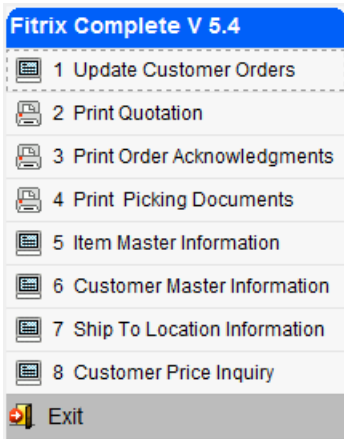 Fitrix Complete V 5.4
1 Update Customer Orders
2 Print Quotation
3 Print Order Acknowledgments
4 Print Picking Documents
5 Item Master Information
6 Customer Master Information
7 Ship To Location Information
8 Customer Price Inquiry
Exit